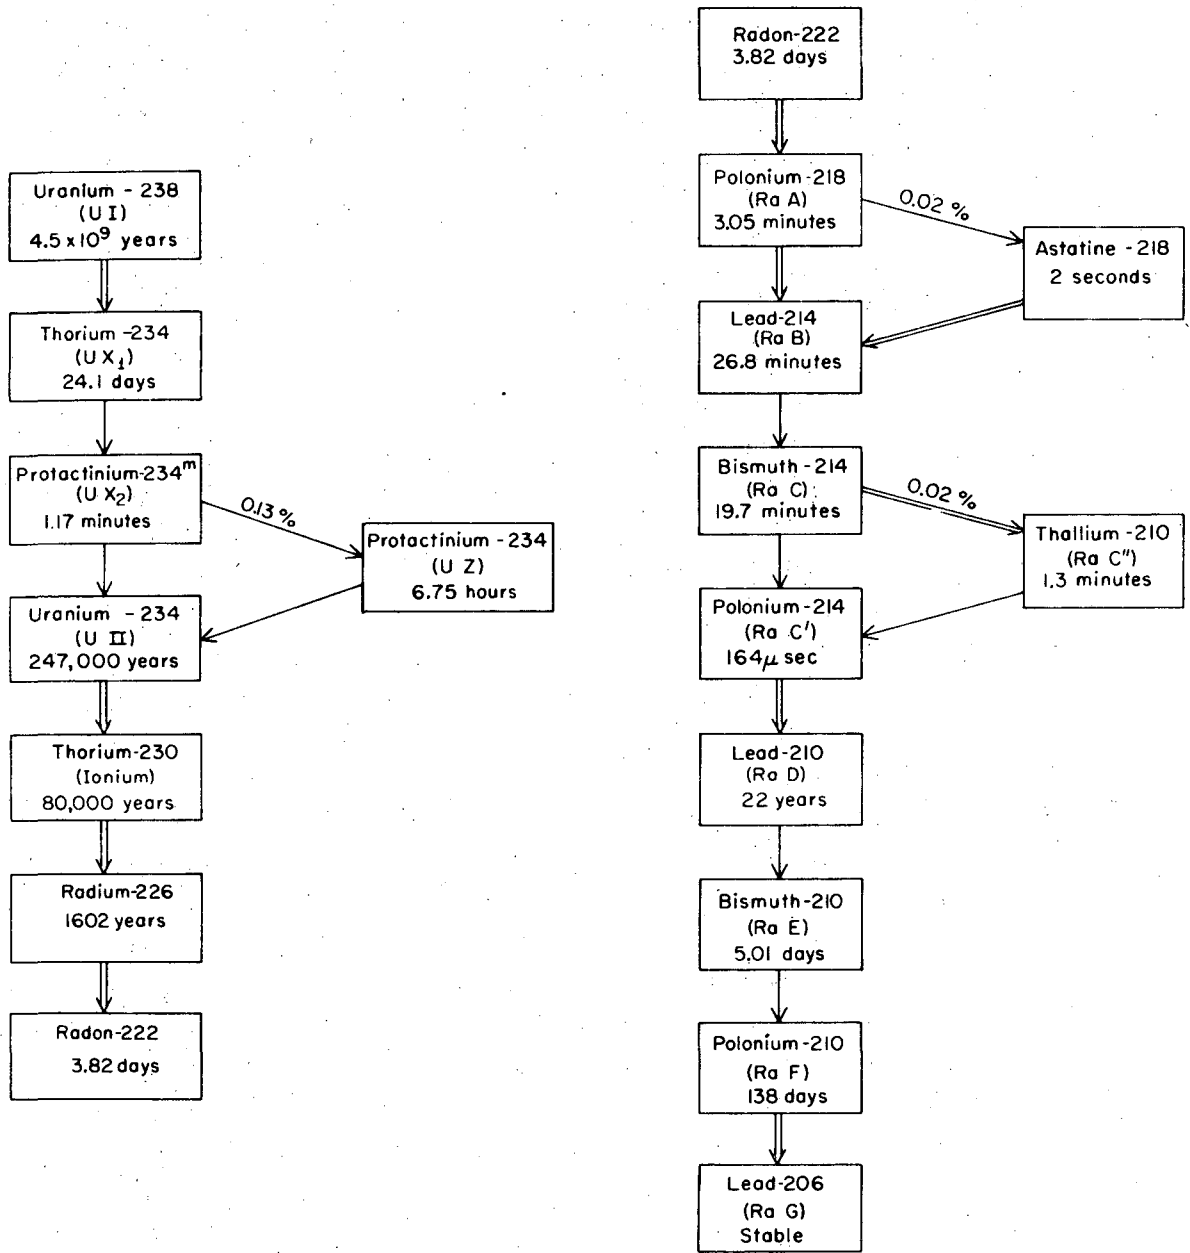 Uranium - 238
(U I)
4.5 x 10⁹ years
Thorium -234
(U X₁)
24.1 days
Protactinium-234ᵐ
(U X₂)
1.17 minutes
0.13 %
Protactinium -234
(U Z)
6.75 hours
Uranium - 234
(U II)
247,000 years
Thorium-230
(Ionium)
80,000 years
Radium-226
1602 years
Radon-222
3.82 days
Radon-222
3.82 days
Polonium-218
(Ra A)
3.05 minutes
0.02 %
Astatine -218
2 seconds
Lead-214
(Ra B)
26.8 minutes
Bismuth -214
(Ra C)
19.7 minutes
0.02 %
Thallium -210
(Ra C")
1.3 minutes
Polonium-214
(Ra C')
164μ sec
Lead-210
(Ra D)
22 years
Bismuth-210
(Ra E)
5.01 days
Polonium-210
(Ra F)
138 days
Lead-206
(Ra G)
Stable